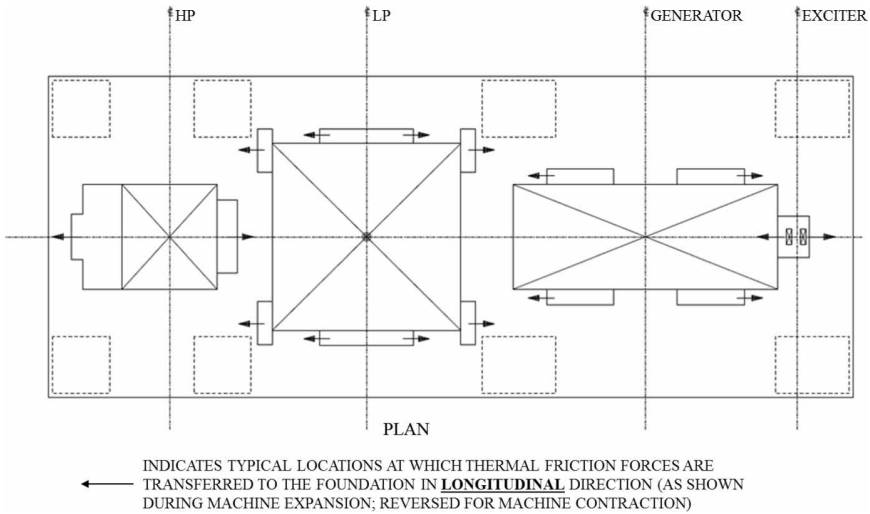 HP
LP
GENERATOR
EXCITER
PLAN
INDICATES TYPICAL LOCATIONS AT WHICH THERMAL FRICTION FORCES ARE
TRANSFERRED TO THE FOUNDATION IN LONGITUDINAL DIRECTION (AS SHOWN
DURING MACHINE EXPANSION; REVERSED FOR MACHINE CONTRACTION)